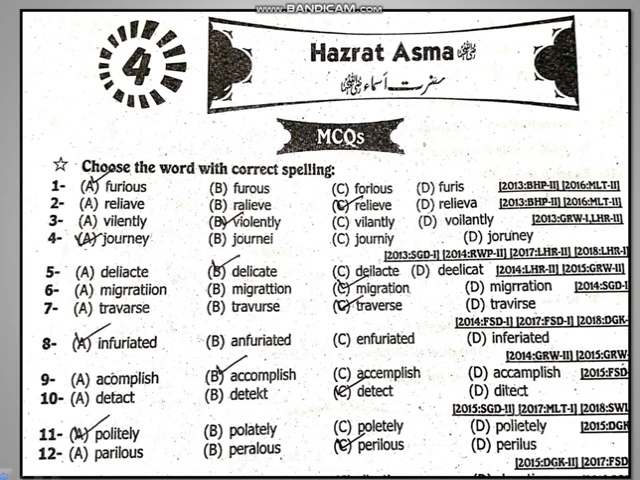 WWW.BANDICAM.COM
4
Hazrat Asma رضی اللہ عنہا
حضرت اسماء رضی اللہ عنہا
MCQs
☆ Choose the word with correct spelling:
1- (A) furious (B) furous (C) forious (D) furis [2013:BHP-II] [2016:MLT-II]
2- (A) reliave (B) ralieve (C) relieve (D) relieva [2013:BHP-II] [2016:MLT-II]
3- (A) vilently (B) violently (C) vilantly (D) voilantly [2013:GRW-I,LHR-II]
4- (A) journey (B) journei (C) journiy (D) joruney
[2013:SGD-I] [2014:RWP-II] [2017:LHR-II] [2018:LHR-I
5- (A) deliacte (B) delicate (C) deilacte (D) deelicat [2014:LHR-II] [2015:GRW-II]
6- (A) migrratiion (B) migrattion (C) migration (D) migrration [2014:SGD-I
7- (A) travarse (B) travurse (C) traverse (D) travirse
[2014:FSD-I] [2017:FSD-I] [2018:DGK-
8- (A) infuriated (B) anfuriated (C) enfuriated (D) inferiated
[2014:GRW-II] [2015:GRW-
9- (A) acomplish (B) accomplish (C) accemplish (D) accamplish [2015:FSD-
10- (A) detact (B) detekt (C) detect (D) ditect
[2015:SGD-II] [2017:MLT-I] [2018:SWL
11- (A) politely (B) polately (C) poletely (D) polietely [2015:DGK
12- (A) parilous (B) peralous (C) perilous (D) perilus
[2015:DGK-II] [2017:FSD